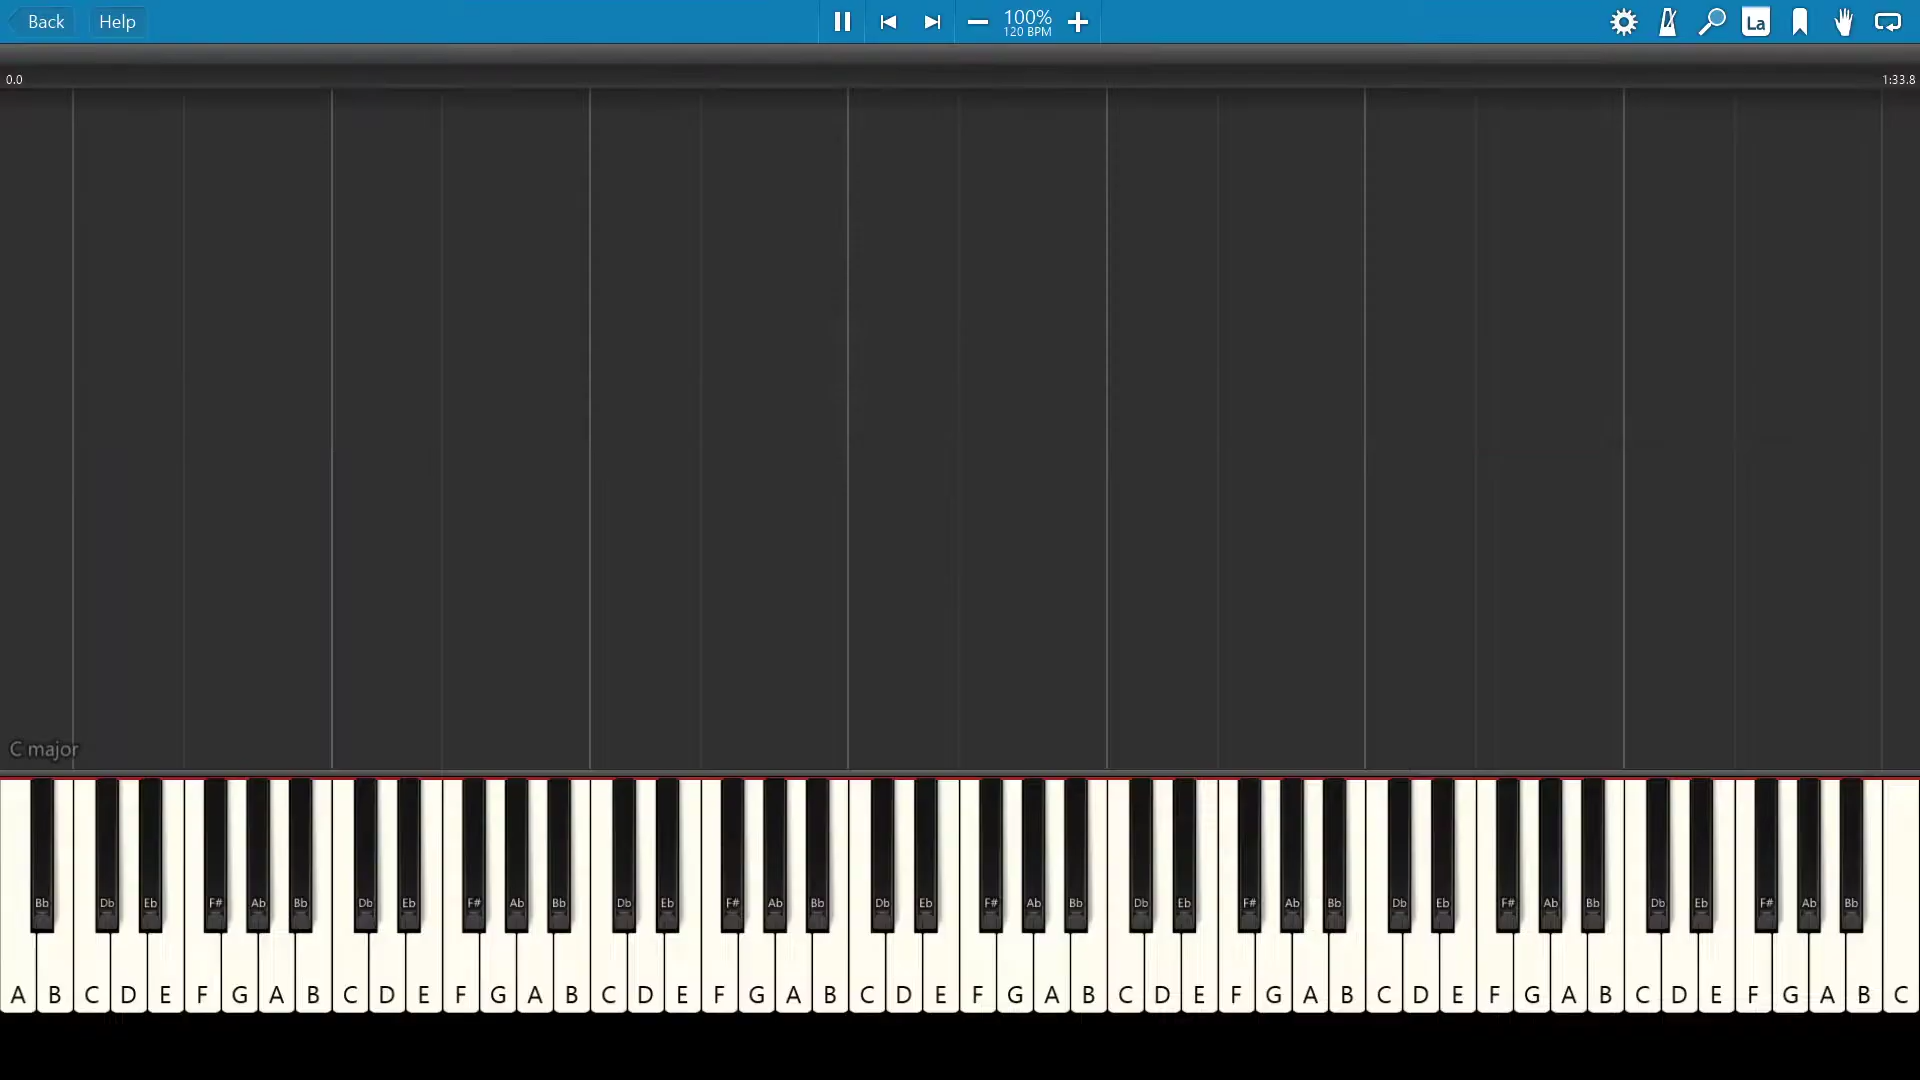 Back Help 100% La
120 BPM
0.0 1:33.8
C major
Bb Db Eb F# Ab Bb Db Eb F# Ab Bb Db Eb F# Ab Bb Db Eb F# Ab Bb Db Eb F# Ab Bb Db Eb F# Ab Bb Db Eb F# Ab Bb
A B C D E F G A B C D E F G A B C D E F G A B C D E F G A B C D E F G A B C D E F G A B C D E F G A B C